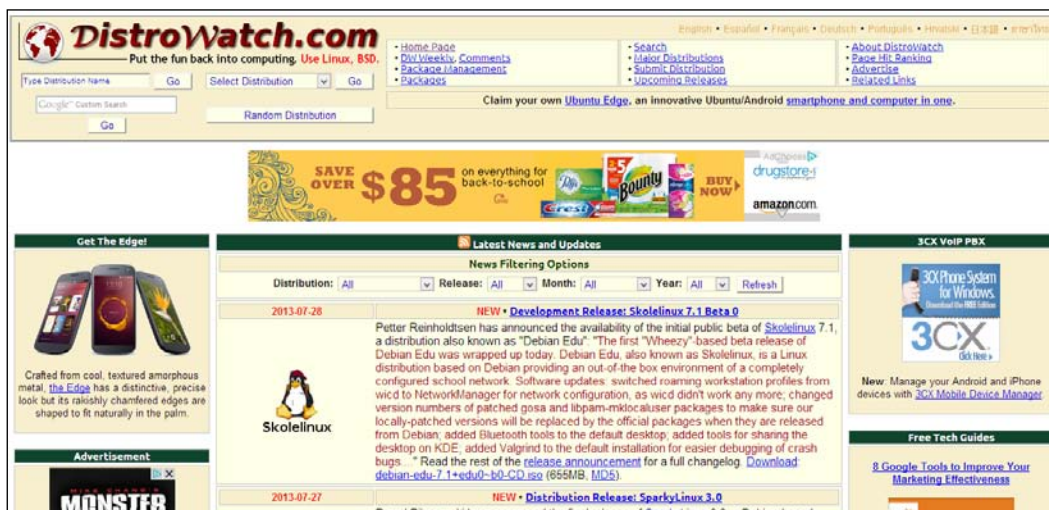 DistroWatch.com
Put the fun back into computing. Use Linux, BSD.
English • Español • Français • Deutsch • Português • Hrvatski • 日本語 •
• Home Page
• DW Weekly, Comments
• Package Management
• Packages
• Search
• Major Distributions
• Submit Distribution
• Upcoming Releases
• About DistroWatch
• Page Hit Ranking
• Advertise
• Related Links
Type Distribution Name Go Select Distribution Go
Google™ Custom Search
Go
Random Distribution
Claim your own Ubuntu Edge, an innovative Ubuntu/Android smartphone and computer in one.
SAVE OVER $85 on everything for back-to-school
Puffs
Bounty
Crest
BUY NOW
AdChoices
drugstore
amazon.com
Get The Edge!
Crafted from cool, textured amorphous
metal, the Edge has a distinctive, precise
look but its rakishly chamfered edges are
shaped to fit naturally in the palm.
Advertisement
MONSTER
Latest News and Updates
News Filtering Options
Distribution: All Release: All Month: All Year: All Refresh
2013-07-28 NEW • Development Release: Skolelinux 7.1 Beta 0
Skolelinux
Petter Reinholdtsen has announced the availability of the initial public beta of Skolelinux 7.1,
a distribution also known as "Debian Edu": "The first "Wheezy"-based beta release of
Debian Edu was wrapped up today. Debian Edu, also known as Skolelinux, is a Linux
distribution based on Debian providing an out-of-the box environment of a completely
configured school network. Software updates: switched roaming workstation profiles from
wicd to NetworkManager for network configuration, as wicd didn't work any more; changed
version numbers of patched gosa and libpam-mklocaluser packages to make sure our
locally-patched versions will be replaced by the official packages when they are released
from Debian; added Bluetooth tools to the default desktop; added tools for sharing the
desktop on KDE; added Valgrind to the default installation for easier debugging of crash
bugs...." Read the rest of the release announcement for a full changelog. Download:
debian-edu-7.1+edu0~b0-CD.iso (655MB, MD5).
2013-07-27 NEW • Distribution Release: SparkyLinux 3.0
3CX VoIP PBX
3CX Phone System
for Windows.
Download the FREE Edition
3CX
Click Here
New: Manage your Android and iPhone
devices with 3CX Mobile Device Manager.
Free Tech Guides
8 Google Tools to Improve Your
Marketing Effectiveness